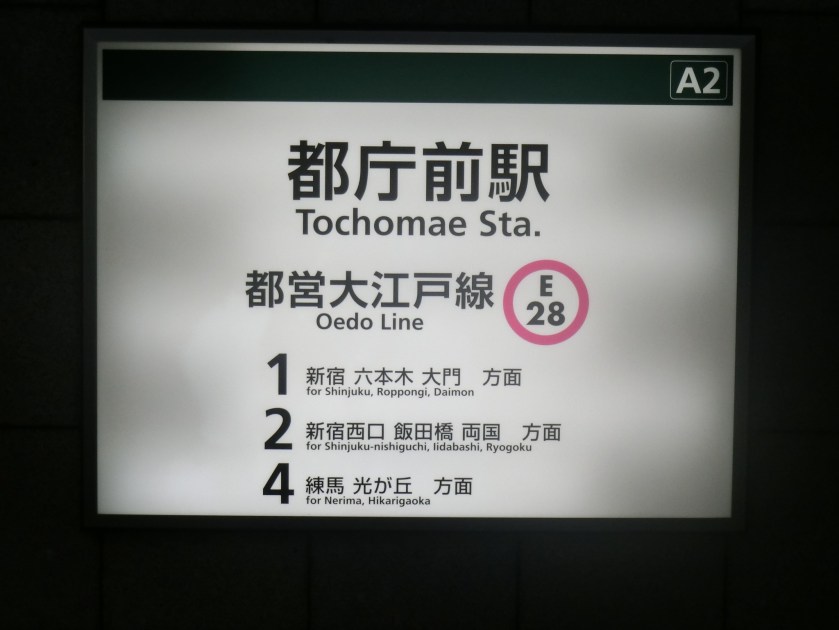 A2
都庁前駅
Tochomae Sta.
都営大江戸線
Oedo Line
E
28
1 新宿 六本木 大門 方面
for Shinjuku, Roppongi, Daimon
2 新宿西口 飯田橋 両国 方面
for Shinjuku-nishiguchi, Iidabashi, Ryogoku
4 練馬 光が丘 方面
for Nerima, Hikarigaoka